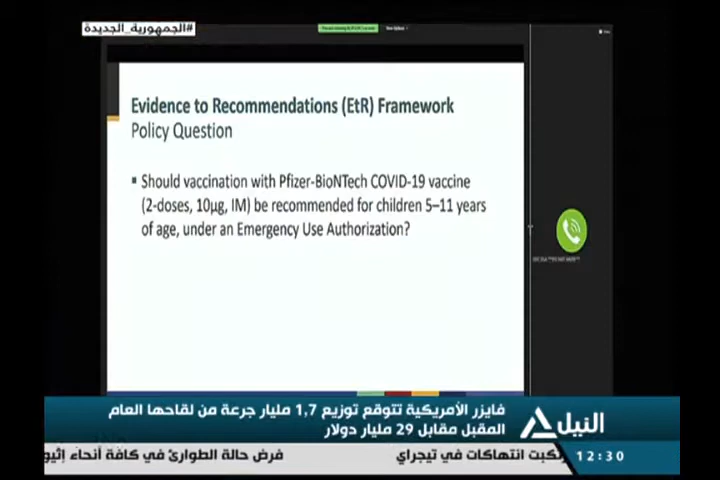 #الجمهورية_الجديدة
Evidence to Recommendations (EtR) Framework
Policy Question
▪ Should vaccination with Pfizer-BioNTech COVID-19 vaccine
(2-doses, 10µg, IM) be recommended for children 5–11 years
of age, under an Emergency Use Authorization?
فايزر الأمريكية تتوقع توزيع 1,7 مليار جرعة من لقاحها العام
المقبل مقابل 29 مليار دولار
النيل
تكبت انتهاكات في تيجراي
فرض حالة الطوارئ في كافة أنحاء إثيو
12:30